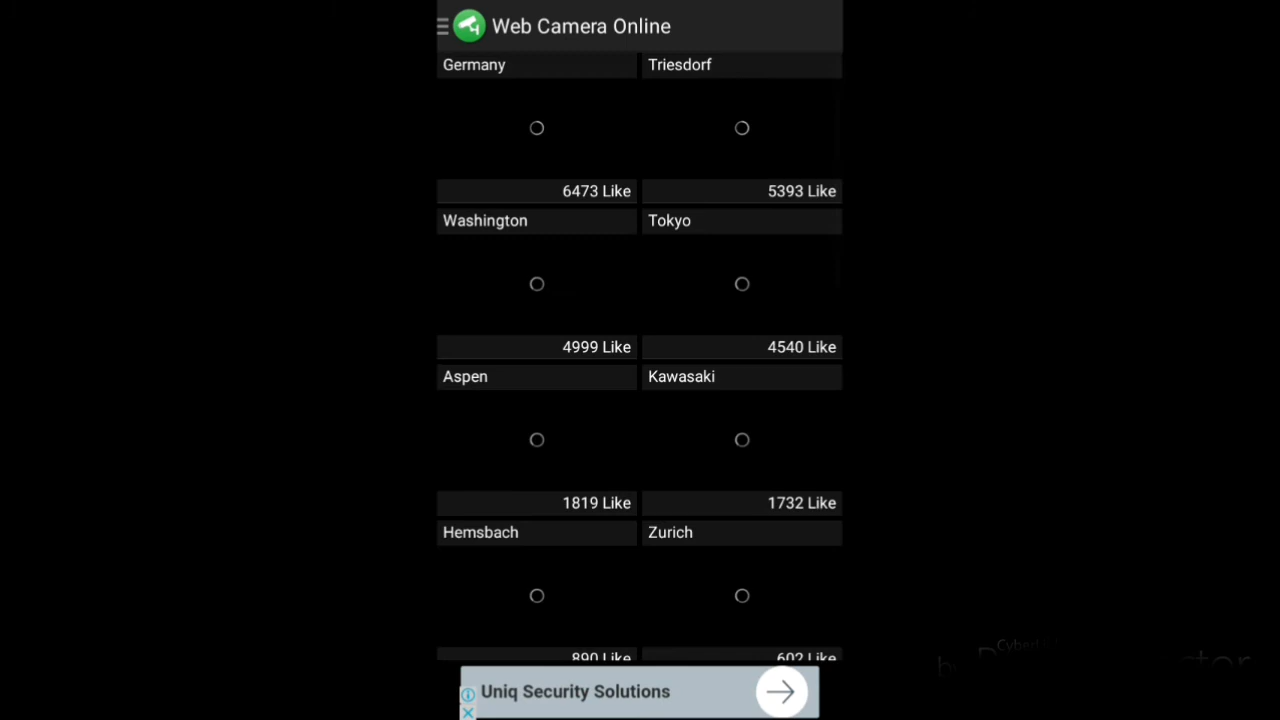 Web Camera Online
Germany
Triesdorf
6473 Like
5393 Like
Washington
Tokyo
4999 Like
4540 Like
Aspen
Kawasaki
1819 Like
1732 Like
Hemsbach
Zurich
890 Like
602 Like
Uniq Security Solutions